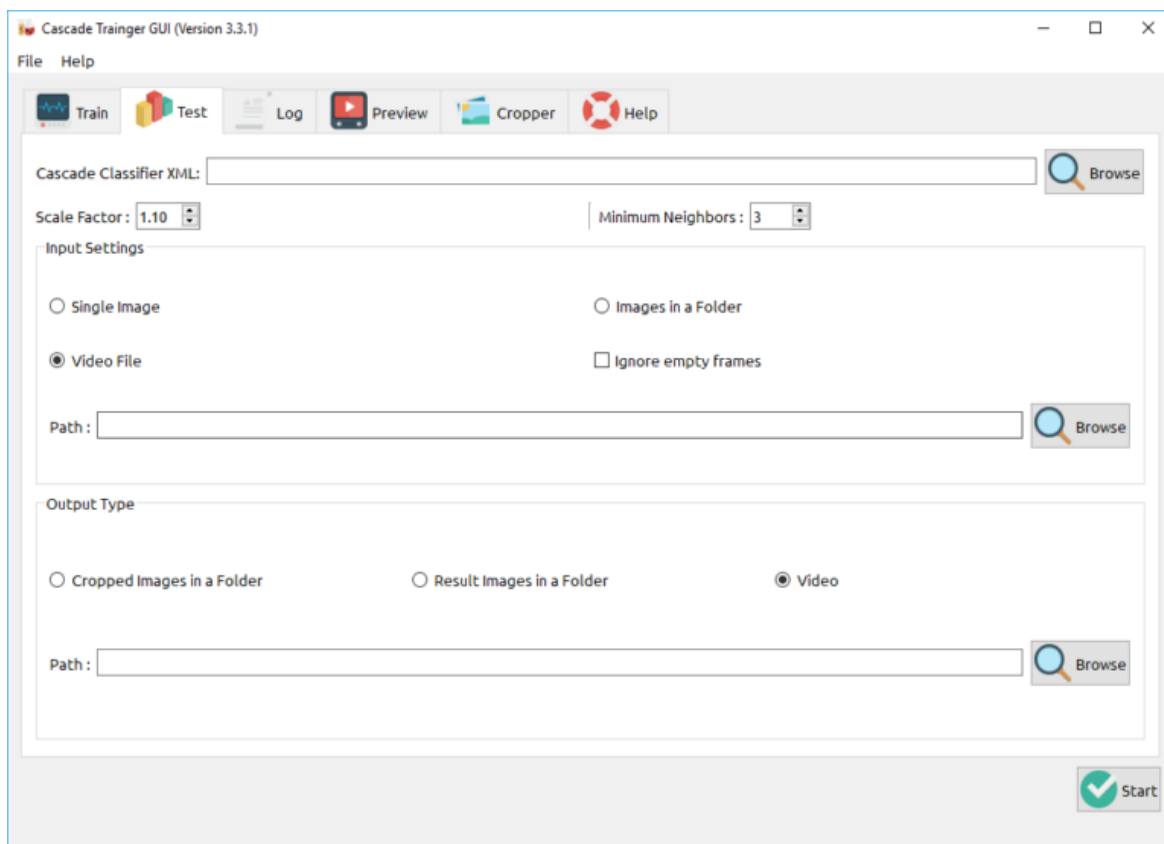 Cascade Trainger GUI (Version 3.3.1)
File Help
Train Test Log Preview Cropper Help
Cascade Classifier XML: Browse
Scale Factor : 1.10 Minimum Neighbors : 3
Input Settings
Single Image Images in a Folder
Video File Ignore empty frames
Path : Browse
Output Type
Cropped Images in a Folder Result Images in a Folder Video
Path : Browse
Start